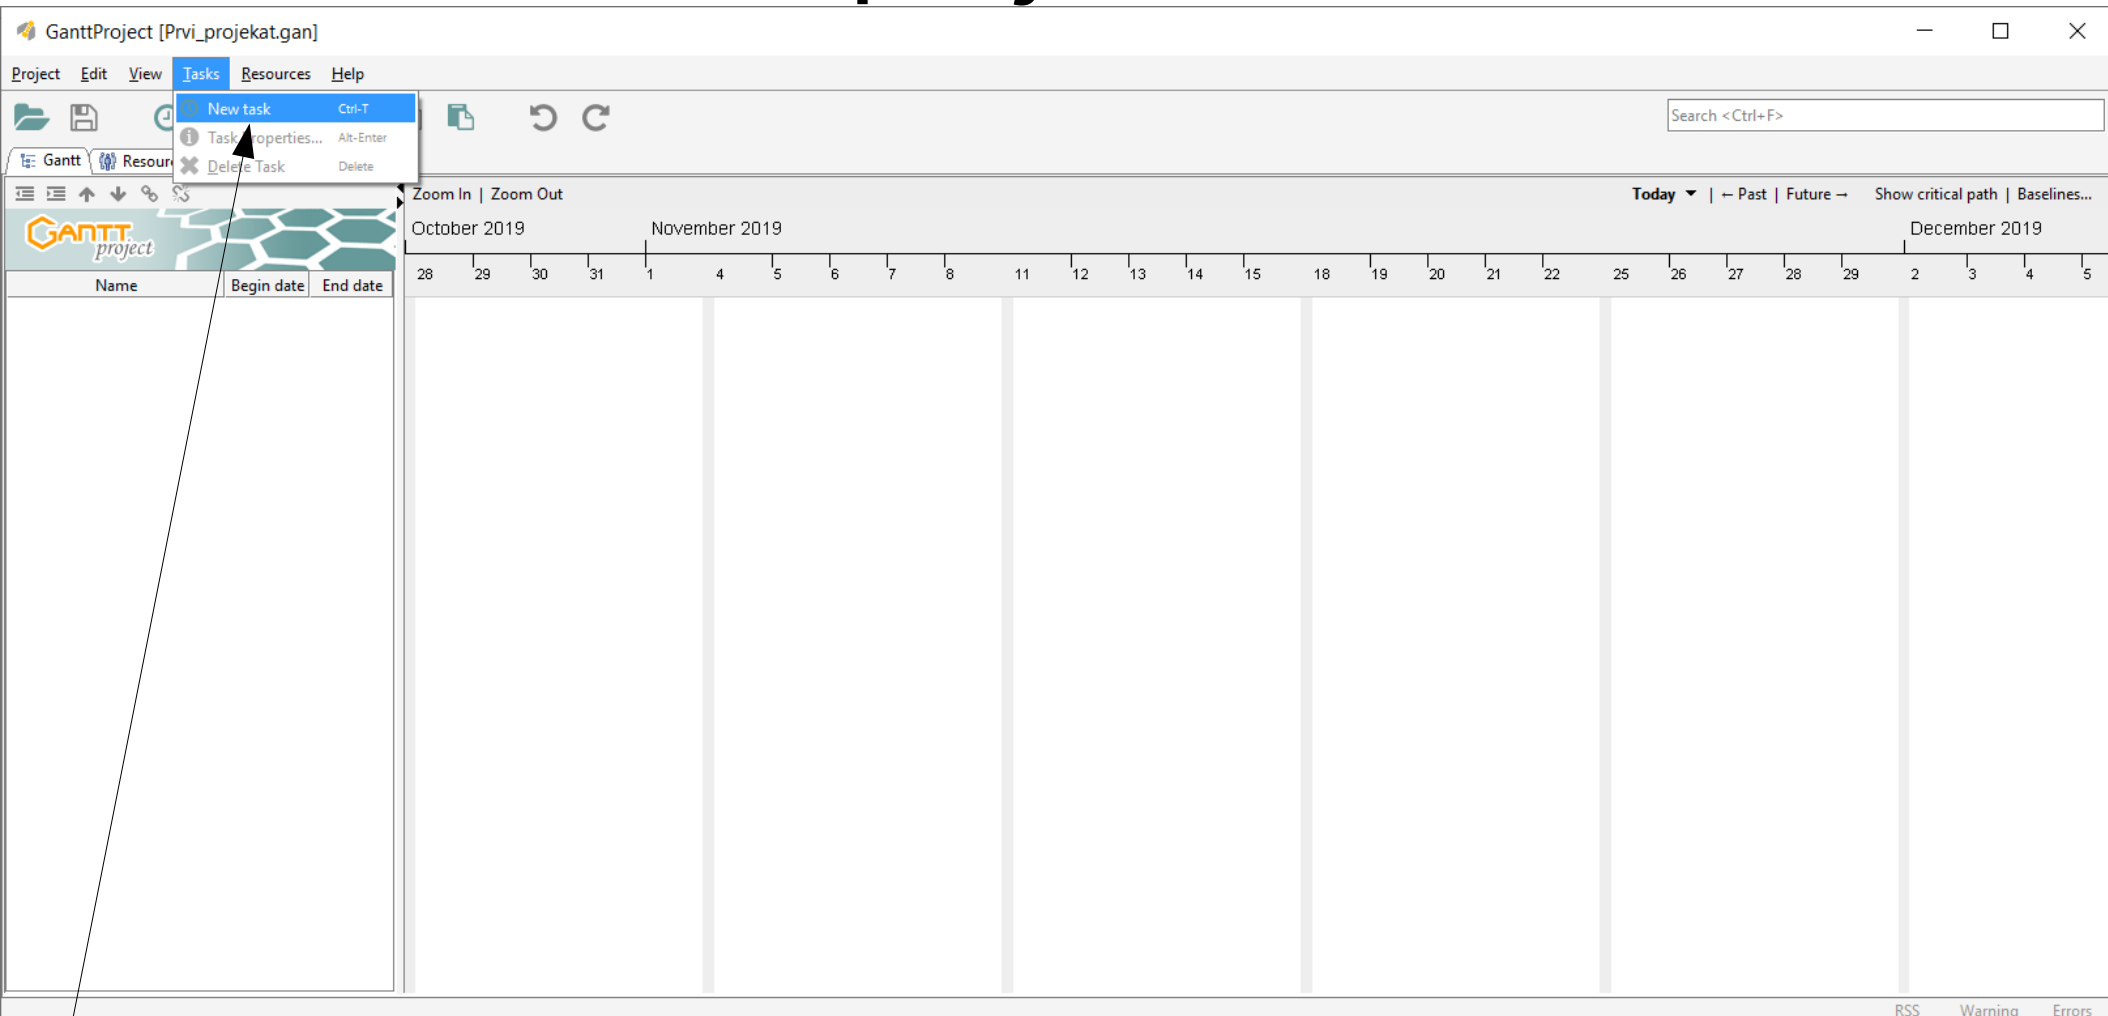 GanttProject [Prvi_projekat.gan]
Project Edit View Tasks Resources Help
New task Ctrl-T
Search <Ctrl+F>
Task Properties... Alt-Enter
Gantt Resour
Delete Task Delete
Zoom In | Zoom Out Today ▼ | ← Past | Future → Show critical path | Baselines...
GANTT project
October 2019 November 2019 December 2019
28 29 30 31 1 4 5 6 7 8 11 12 13 14 15 18 19 20 21 22 25 26 27 28 29 2 3 4 5
Name Begin date End date
RSS Warning Errors